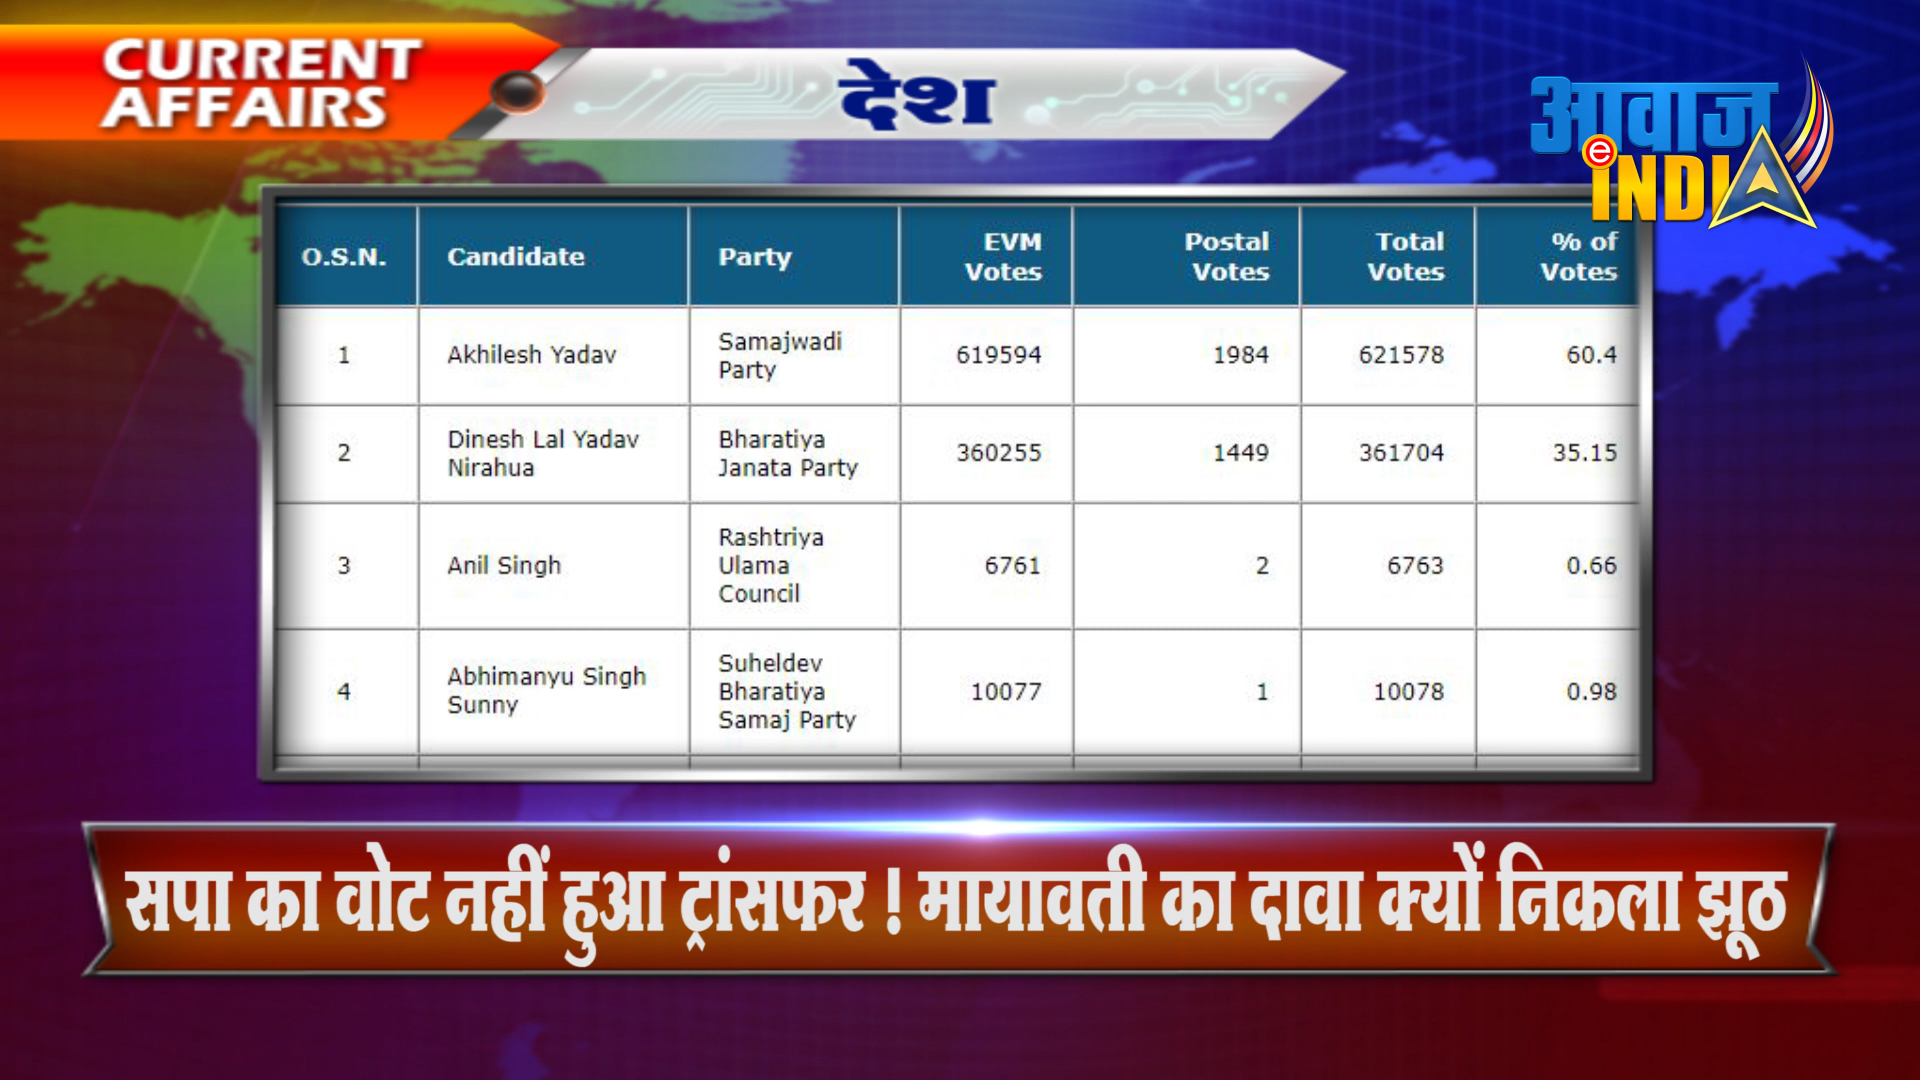 CURRENT
AFFAIRS
देश
आवाज
e
INDIA
O.S.N. Candidate Party EVM Votes Postal Votes Total Votes % of Votes
1 Akhilesh Yadav Samajwadi Party 619594 1984 621578 60.4
2 Dinesh Lal Yadav Nirahua Bharatiya Janata Party 360255 1449 361704 35.15
3 Anil Singh Rashtriya Ulama Council 6761 2 6763 0.66
4 Abhimanyu Singh Sunny Suheldev Bharatiya Samaj Party 10077 1 10078 0.98
सपा का वोट नहीं हुआ ट्रांसफर ! मायावती का दावा क्यों निकला झूठ